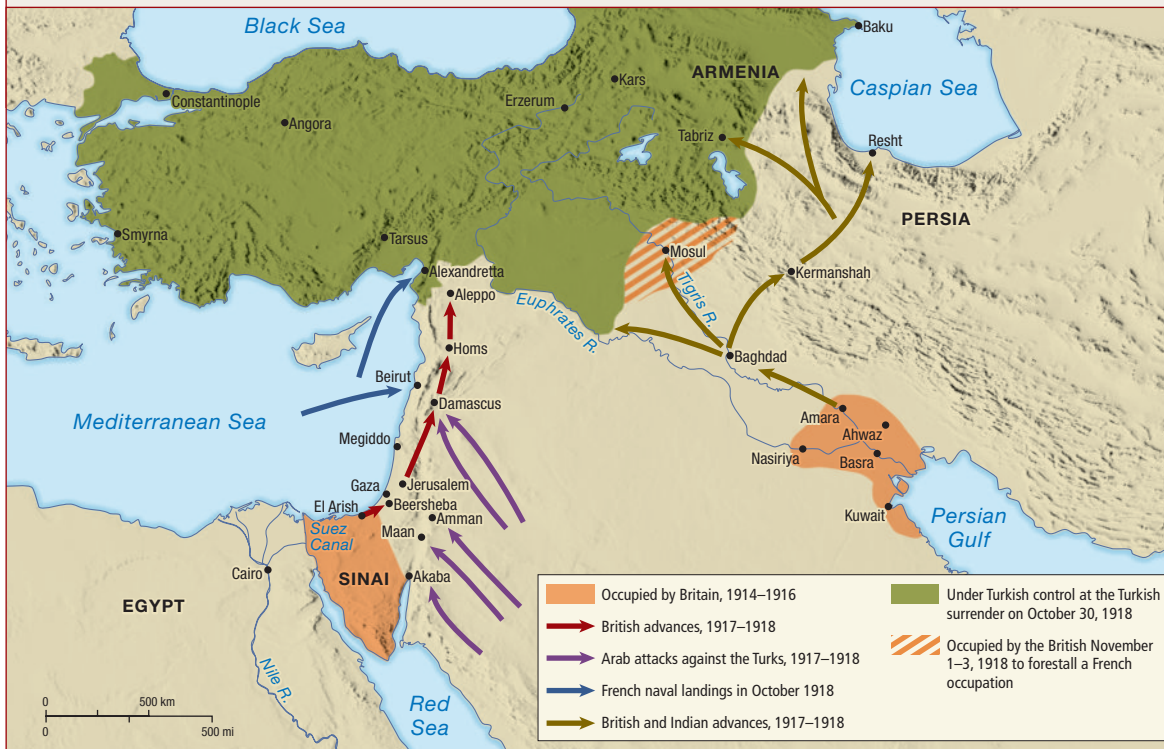 Black Sea
Baku
Constantinople
Angora
Erzerum
Kars
ARMENIA
Caspian Sea
Tabriz
Resht
PERSIA
Smyrna
Tarsus
Alexandretta
Aleppo
Mosul
Kermanshah
Tigris R.
Euphrates R.
Homs
Baghdad
Beirut
Damascus
Mediterranean Sea
Megiddo
Amara
Ahwaz
Nasiriya
Basra
Gaza
Jerusalem
El Arish
Beersheba
Amman
Suez
Canal
Maan
Kuwait
Persian
Gulf
Cairo
SINAI
Akaba
EGYPT
Nile R.
Red
Sea
0
500 km
0
500 mi
Occupied by Britain, 1914–1916
British advances, 1917–1918
Arab attacks against the Turks, 1917–1918
French naval landings in October 1918
British and Indian advances, 1917–1918
Under Turkish control at the Turkish
surrender on October 30, 1918
Occupied by the British November
1–3, 1918 to forestall a French
occupation